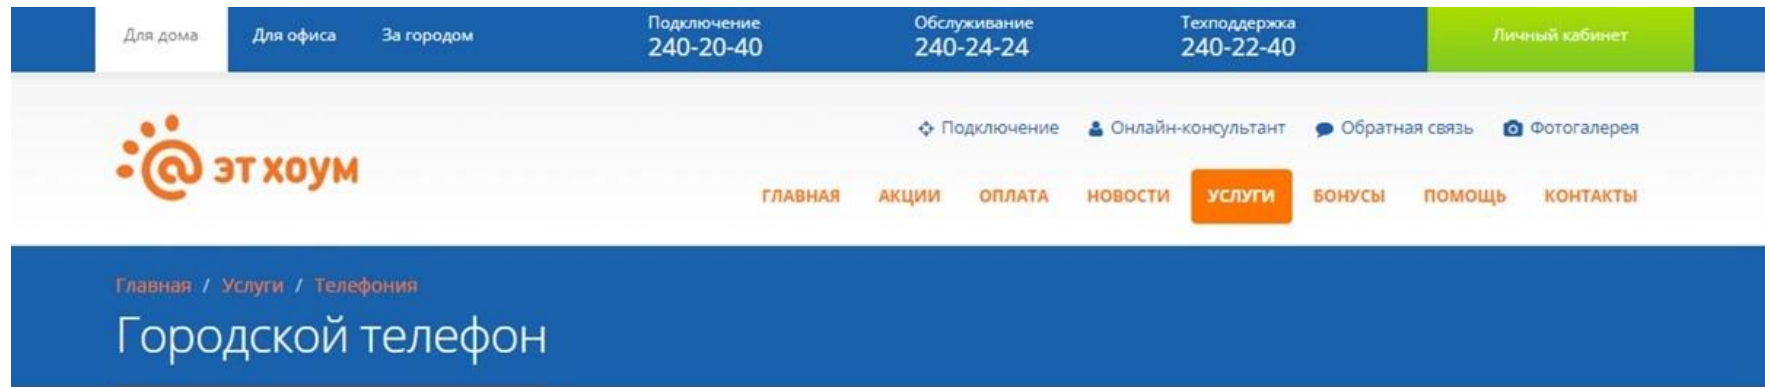 Для дома Для офиса За городом Подключение Обслуживание Техподдержка Личный кабинет
240-20-40 240-24-24 240-22-40
Подключение Онлайн-консультант Обратная связь Фотогалерея
@ ЭТ ХОУМ
ГЛАВНАЯ АКЦИИ ОПЛАТА НОВОСТИ УСЛУГИ БОНУСЫ ПОМОЩЬ КОНТАКТЫ
Главная / Услуги / Телефония
Городской телефон